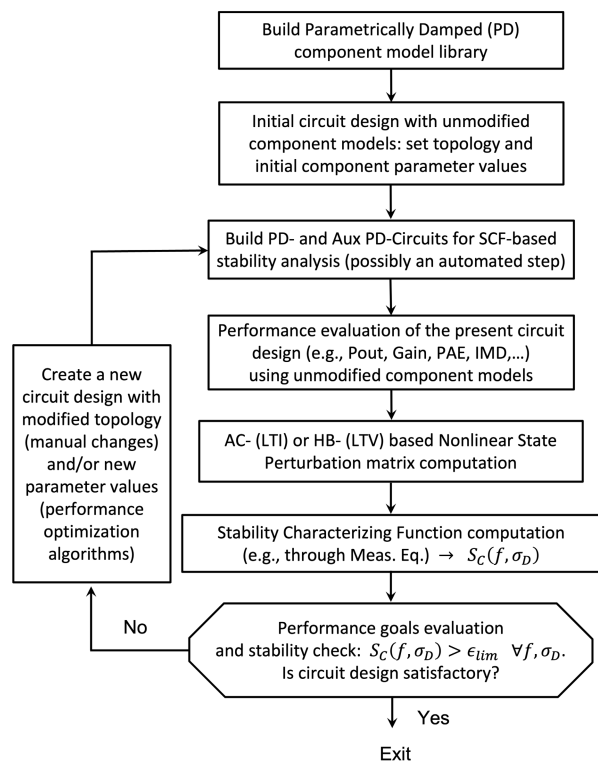 Build Parametrically Damped (PD)
component model library
Initial circuit design with unmodified
component models: set topology and
initial component parameter values
Build PD- and Aux PD-Circuits for SCF-based
stability analysis (possibly an automated step)
Performance evaluation of the present circuit
design (e.g., Pout, Gain, PAE, IMD,...)
using unmodified component models
AC- (LTI) or HB- (LTV) based Nonlinear State
Perturbation matrix computation
Stability Characterizing Function computation
(e.g., through Meas. Eq.) → S_C(f, σ_D)
Performance goals evaluation
and stability check: S_C(f, σ_D) > ϵ_lim ∀f, σ_D.
Is circuit design satisfactory?
Yes
Exit
No
Create a new
circuit design with
modified topology
(manual changes)
and/or new
parameter values
(performance
optimization
algorithms)